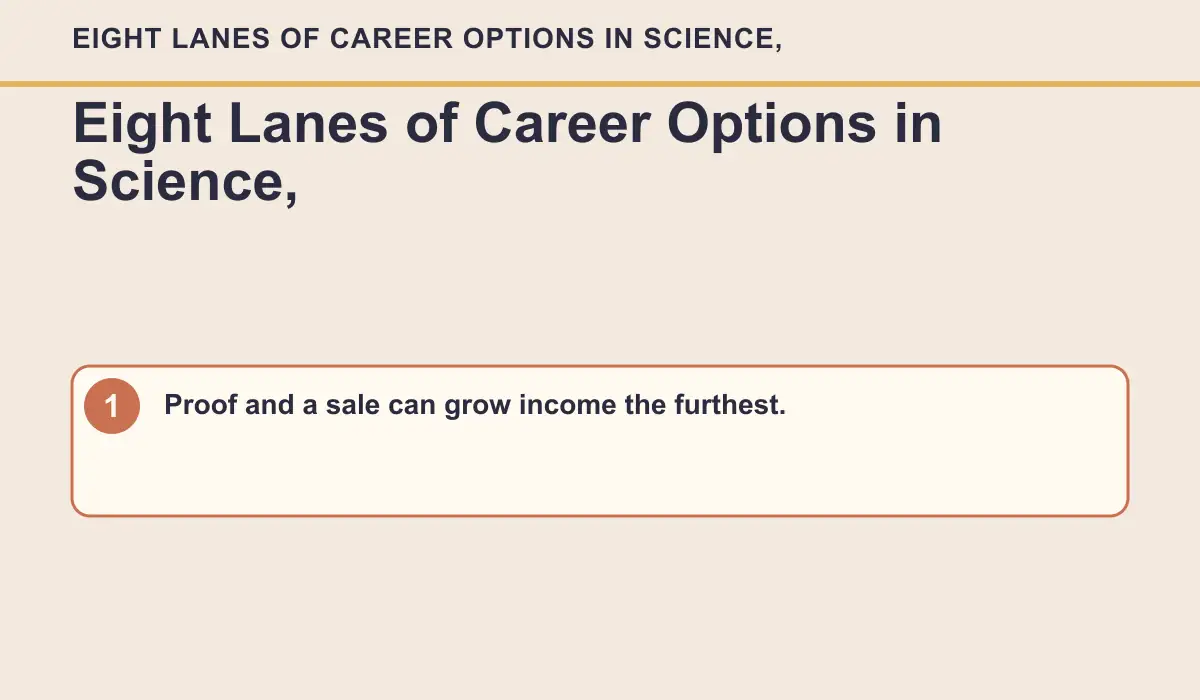 EIGHT LANES OF CAREER OPTIONS IN SCIENCE,
Eight Lanes of Career Options in
Science,
1 Proof and a sale can grow income the furthest.